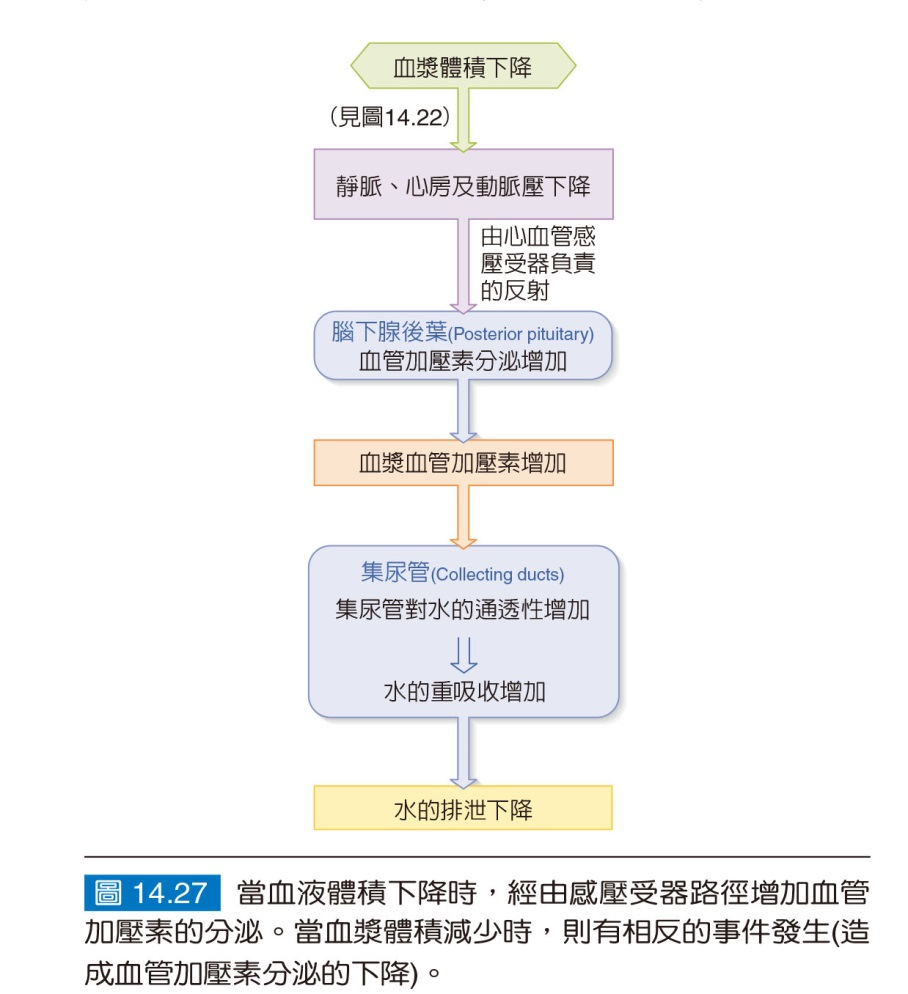 血漿體積下降
（見圖14.22）
靜脈、心房及動脈壓下降
由心血管感
壓受器負責
的反射
腦下腺後葉(Posterior pituitary)
血管加壓素分泌增加
血漿血管加壓素增加
集尿管(Collecting ducts)
集尿管對水的通透性增加
水的重吸收增加
水的排泄下降
圖 14.27 當血液體積下降時，經由感壓受器路徑增加血管
加壓素的分泌。當血漿體積減少時，則有相反的事件發生(造
成血管加壓素分泌的下降)。